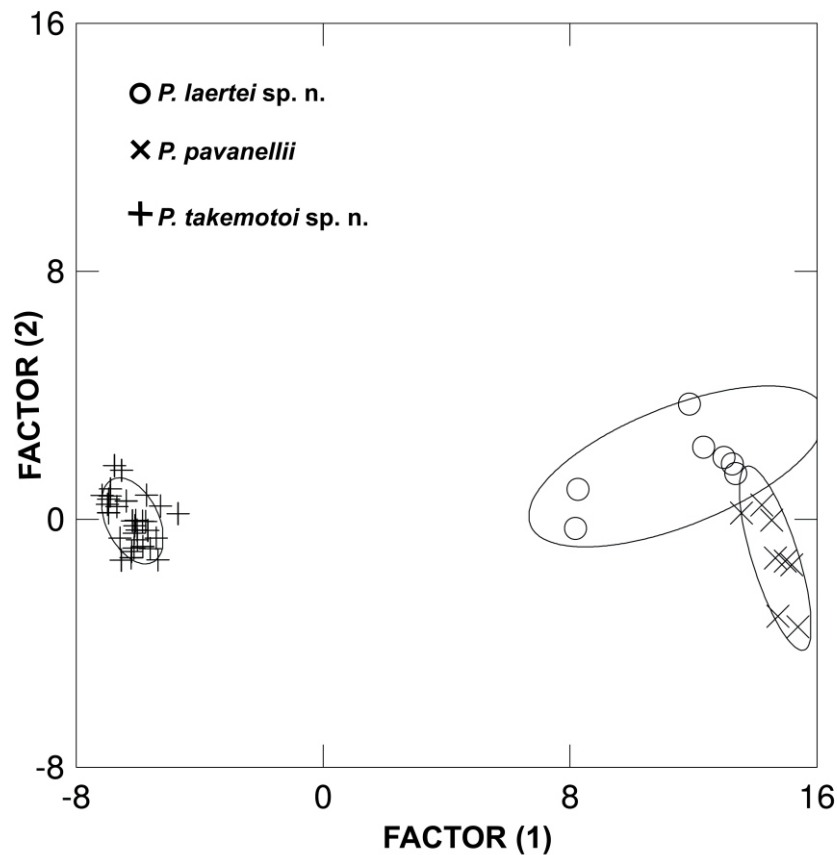 16
P. laertei sp. n.
P. pavanellii
P. takemotoi sp. n.
8
FACTOR (2)
0
-8
-8 0 8 16
FACTOR (1)